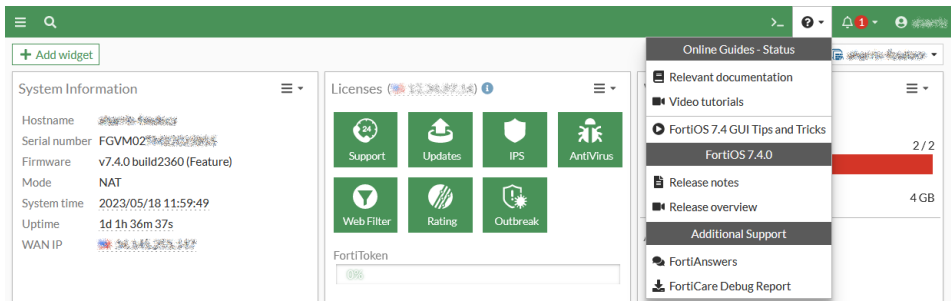 >_
?
1
+ Add widget
System Information
Hostname
Serial number FGVM02
Firmware v7.4.0 build2360 (Feature)
Mode NAT
System time 2023/05/18 11:59:49
Uptime 1d 1h 36m 37s
WAN IP
Licenses
24
Support
Updates
IPS
AntiVirus
Web Filter
Rating
Outbreak
FortiToken
0%
Online Guides - Status
Relevant documentation
Video tutorials
FortiOS 7.4 GUI Tips and Tricks
FortiOS 7.4.0
Release notes
Release overview
Additional Support
FortiAnswers
FortiCare Debug Report
2 / 2
4 GB